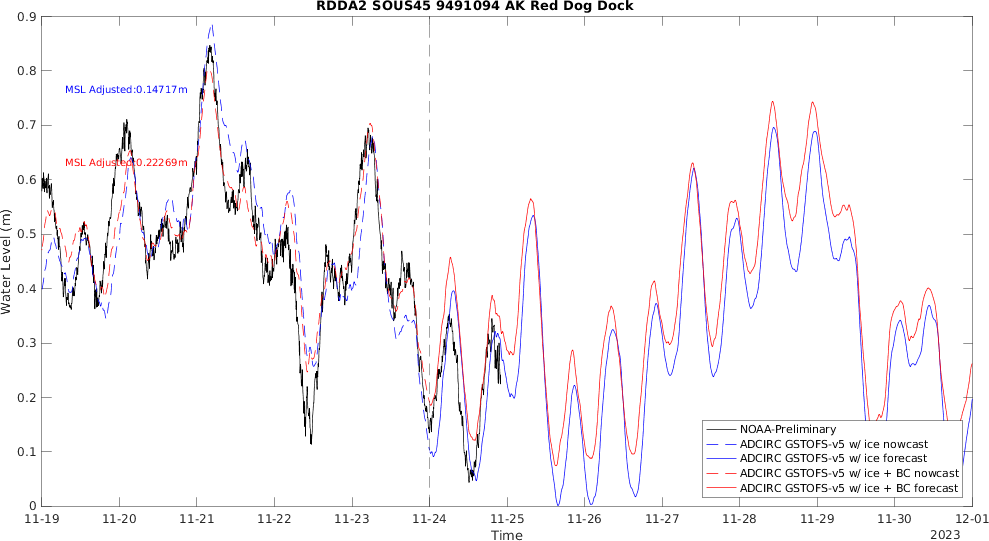 RDDA2 SOUS45 9491094 AK Red Dog Dock
0.9
0.8
0.7
0.6
0.5
0.4
0.3
0.2
0.1
0
Water Level (m)
MSL Adjusted:0.14717m
MSL Adjusted:0.22269m
NOAA-Preliminary
ADCIRC GSTOFS-v5 w/ ice nowcast
ADCIRC GSTOFS-v5 w/ ice forecast
ADCIRC GSTOFS-v5 w/ ice + BC nowcast
ADCIRC GSTOFS-v5 w/ ice + BC forecast
11-19 11-20 11-21 11-22 11-23 11-24 11-25 11-26 11-27 11-28 11-29 11-30 12-01
Time
2023